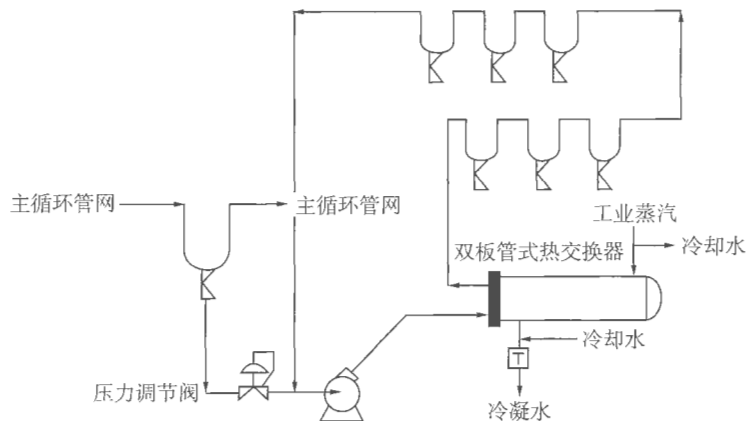 主循环管网
主循环管网
工业蒸汽
双板管式热交换器
冷却水
冷却水
T
压力调节阀
冷凝水